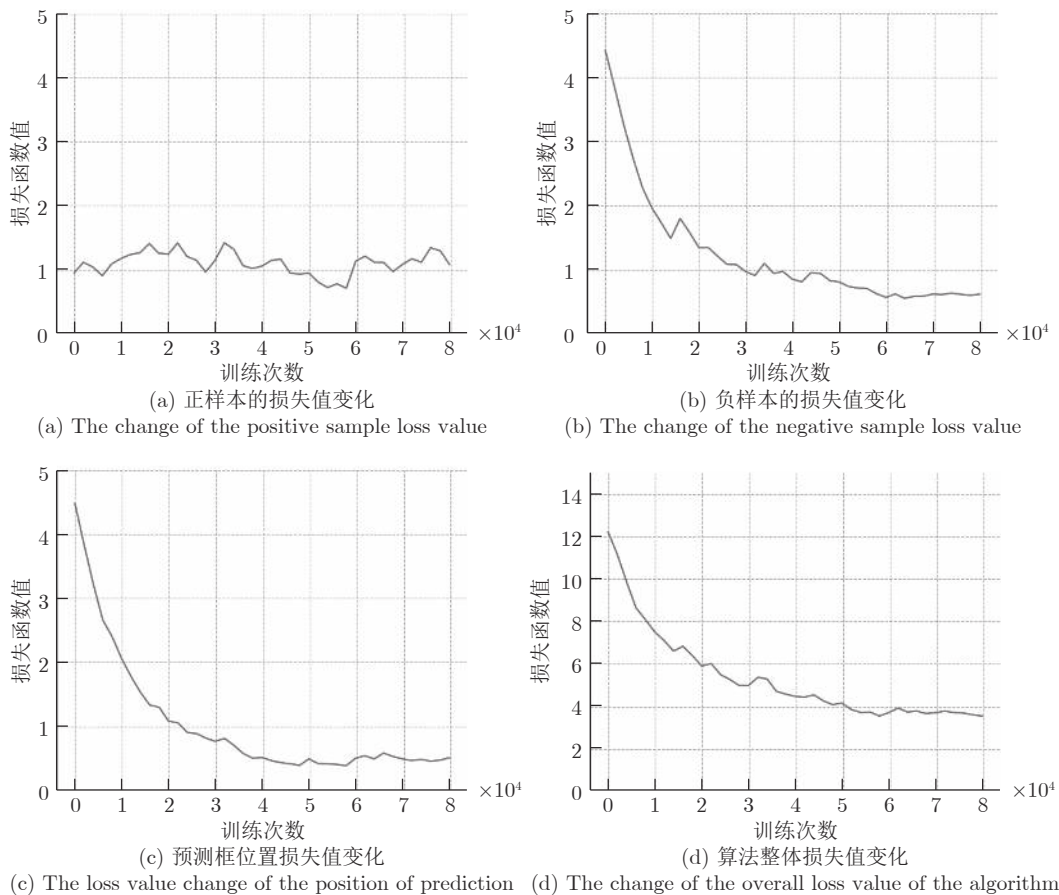 5
4
3
2
1
0
损失函数值
0 1 2 3 4 5 6 7 8 ×10⁴
训练次数
(a) 正样本的损失值变化
(a) The change of the positive sample loss value
5
4
3
2
1
0
损失函数值
0 1 2 3 4 5 6 7 8 ×10⁴
训练次数
(b) 负样本的损失值变化
(b) The change of the negative sample loss value
5
4
3
2
1
0
损失函数值
0 1 2 3 4 5 6 7 8 ×10⁴
训练次数
(c) 预测框位置损失值变化
(c) The loss value change of the position of prediction
14
12
10
8
6
4
2
0
损失函数值
0 1 2 3 4 5 6 7 8 ×10⁴
训练次数
(d) 算法整体损失值变化
(d) The change of the overall loss value of the algorithm